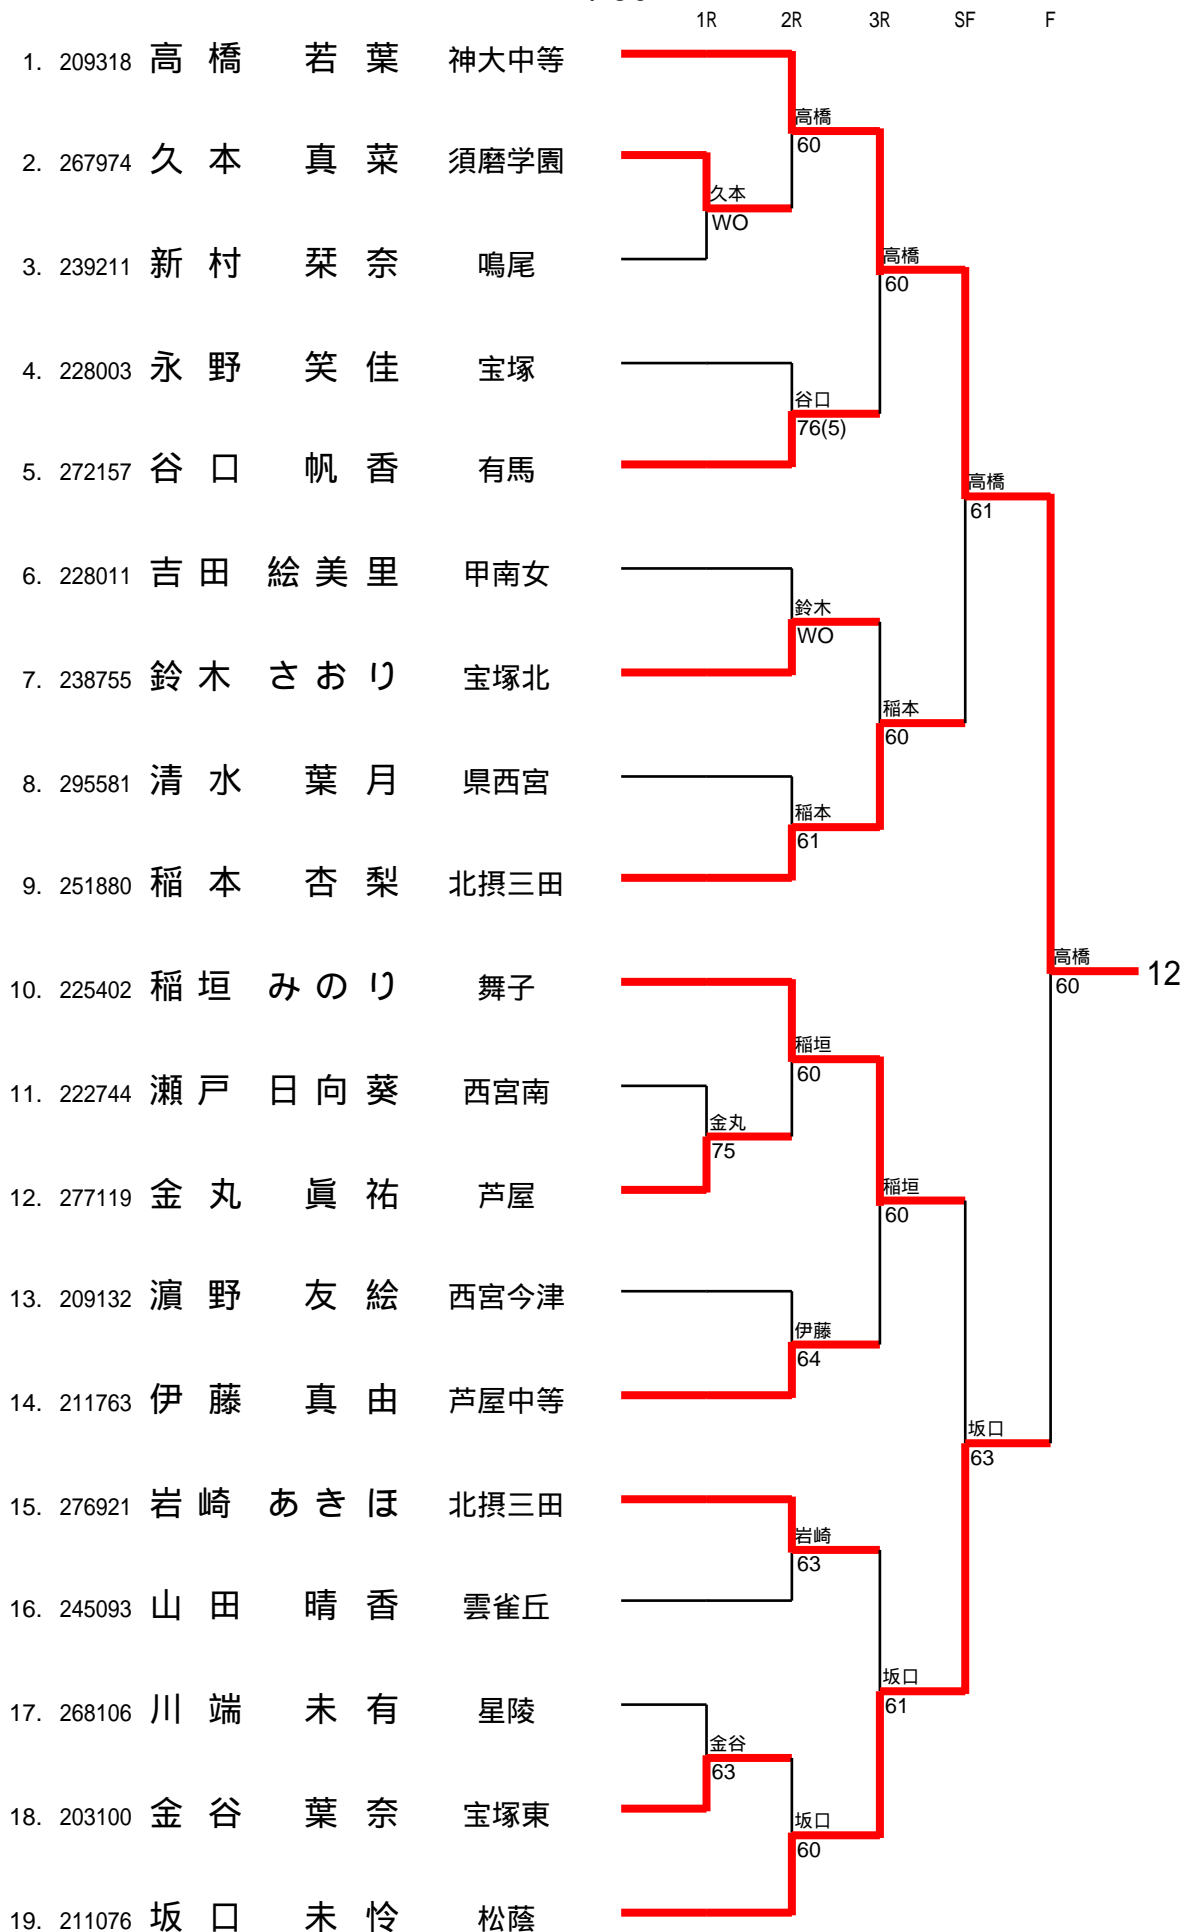 1R 2R 3R SF F
1. 209318 高橋 若葉 神大中等
高橋
60
2. 267974 久本 真菜 須磨学園
久本
WO
3. 239211 新村 栞奈 鳴尾
高橋
60
4. 228003 永野 笑佳 宝塚
谷口
76(5)
5. 272157 谷口 帆香 有馬
高橋
61
6. 228011 吉田 絵美里 甲南女
鈴木
WO
7. 238755 鈴木 さおり 宝塚北
稲本
60
8. 295581 清水 葉月 県西宮
稲本
61
9. 251880 稲本 杏梨 北摂三田
高橋
60
12
10. 225402 稲垣 みのり 舞子
稲垣
60
11. 222744 瀬戸 日向葵 西宮南
金丸
75
12. 277119 金丸 眞祐 芦屋
稲垣
60
13. 209132 濵野 友絵 西宮今津
伊藤
64
14. 211763 伊藤 真由 芦屋中等
坂口
63
15. 276921 岩崎 あきほ 北摂三田
岩崎
63
16. 245093 山田 晴香 雲雀丘
坂口
61
17. 268106 川端 未有 星陵
金谷
63
18. 203100 金谷 葉奈 宝塚東
坂口
60
19. 211076 坂口 未怜 松蔭